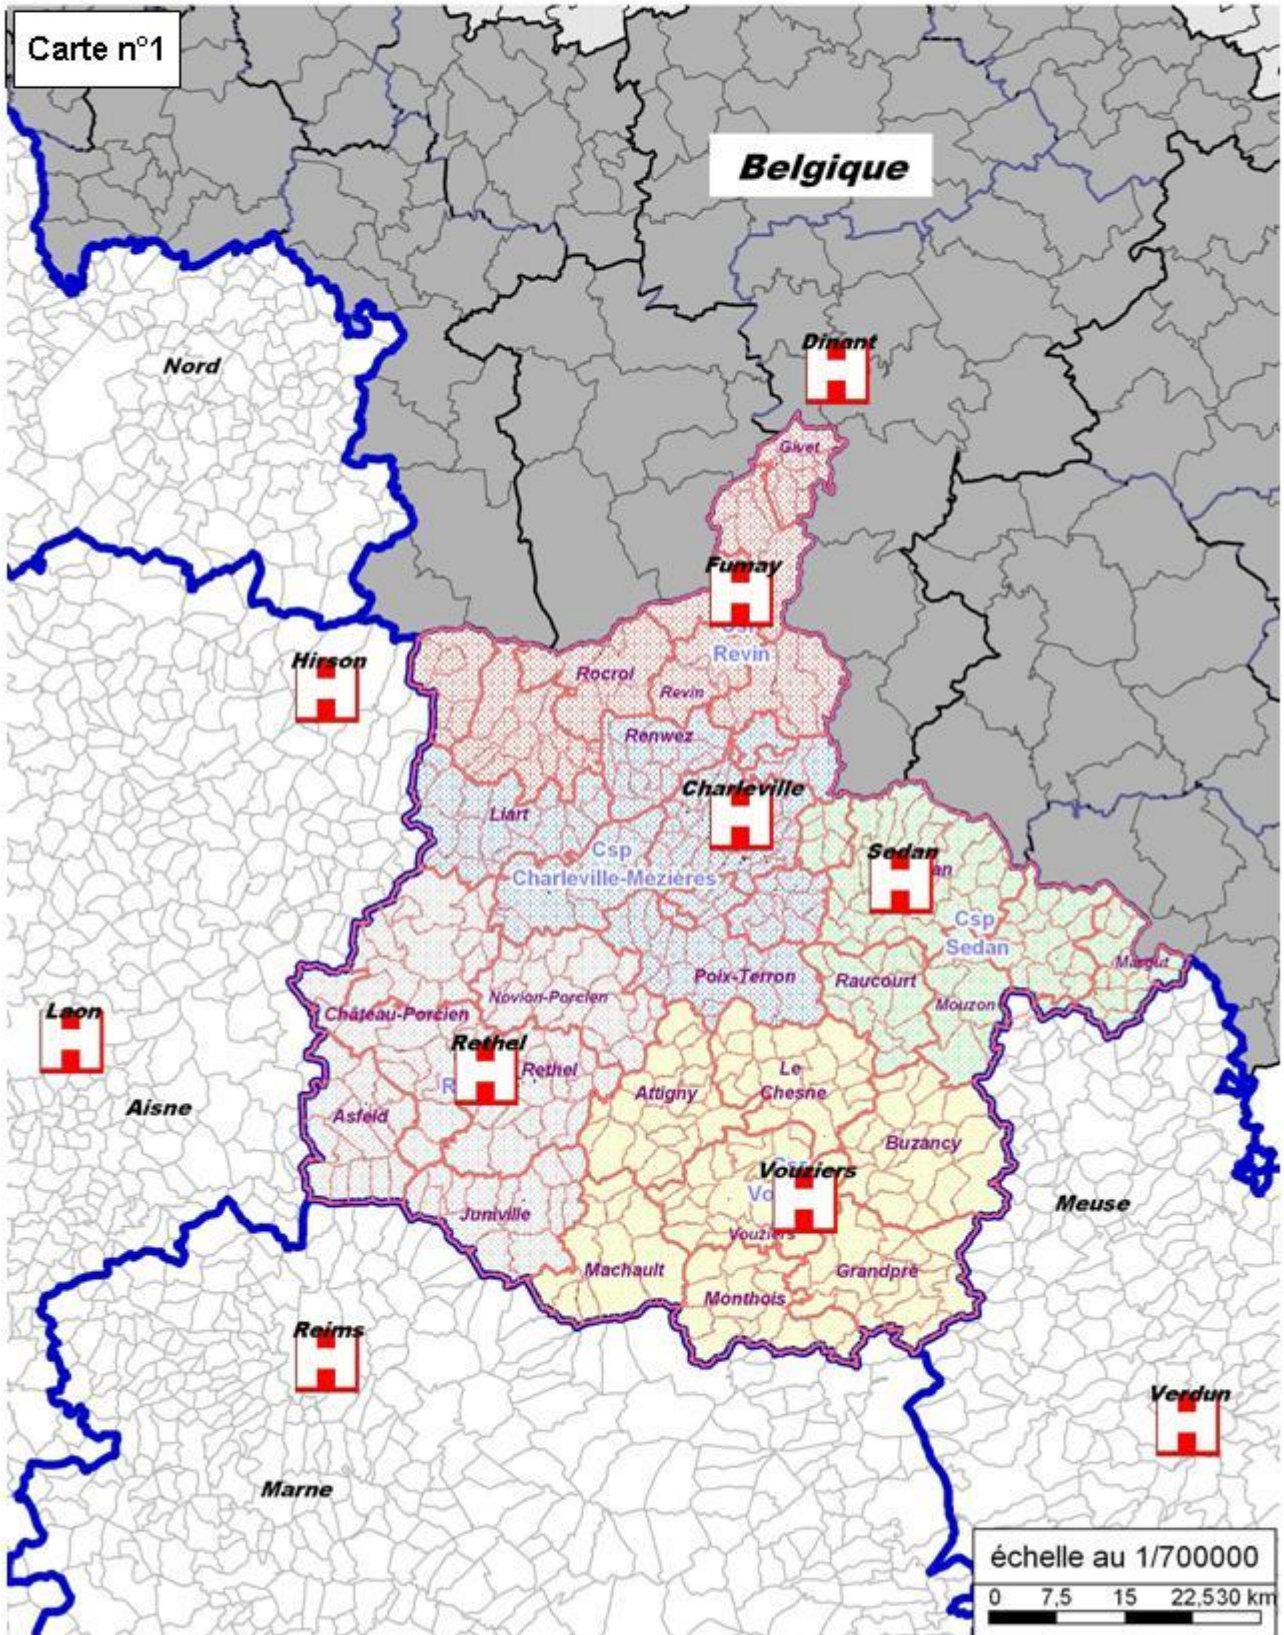 Carte n°1
Belgique
Dinant
Nord
Givet
Fumay
Revin
Hirson
Rocroi
Revin
Renwez
Charleville
Liart
Csp
Charleville-Mézières
Sedan
an
Csp
Sedan
Poix-Terron
Raucourt
Mouzon
Novion-Porcien
Château-Porcien
Laon
Rethel
Rethel
R
Attigny
Le
Chesne
Aisne
Asfeld
Buzancy
Vouziers
Vo
Vouziers
Meuse
Juniville
Machault
Grandpré
Monthois
Reims
Verdun
Marne
échelle au 1/700000
0 7,5 15 22,530 km